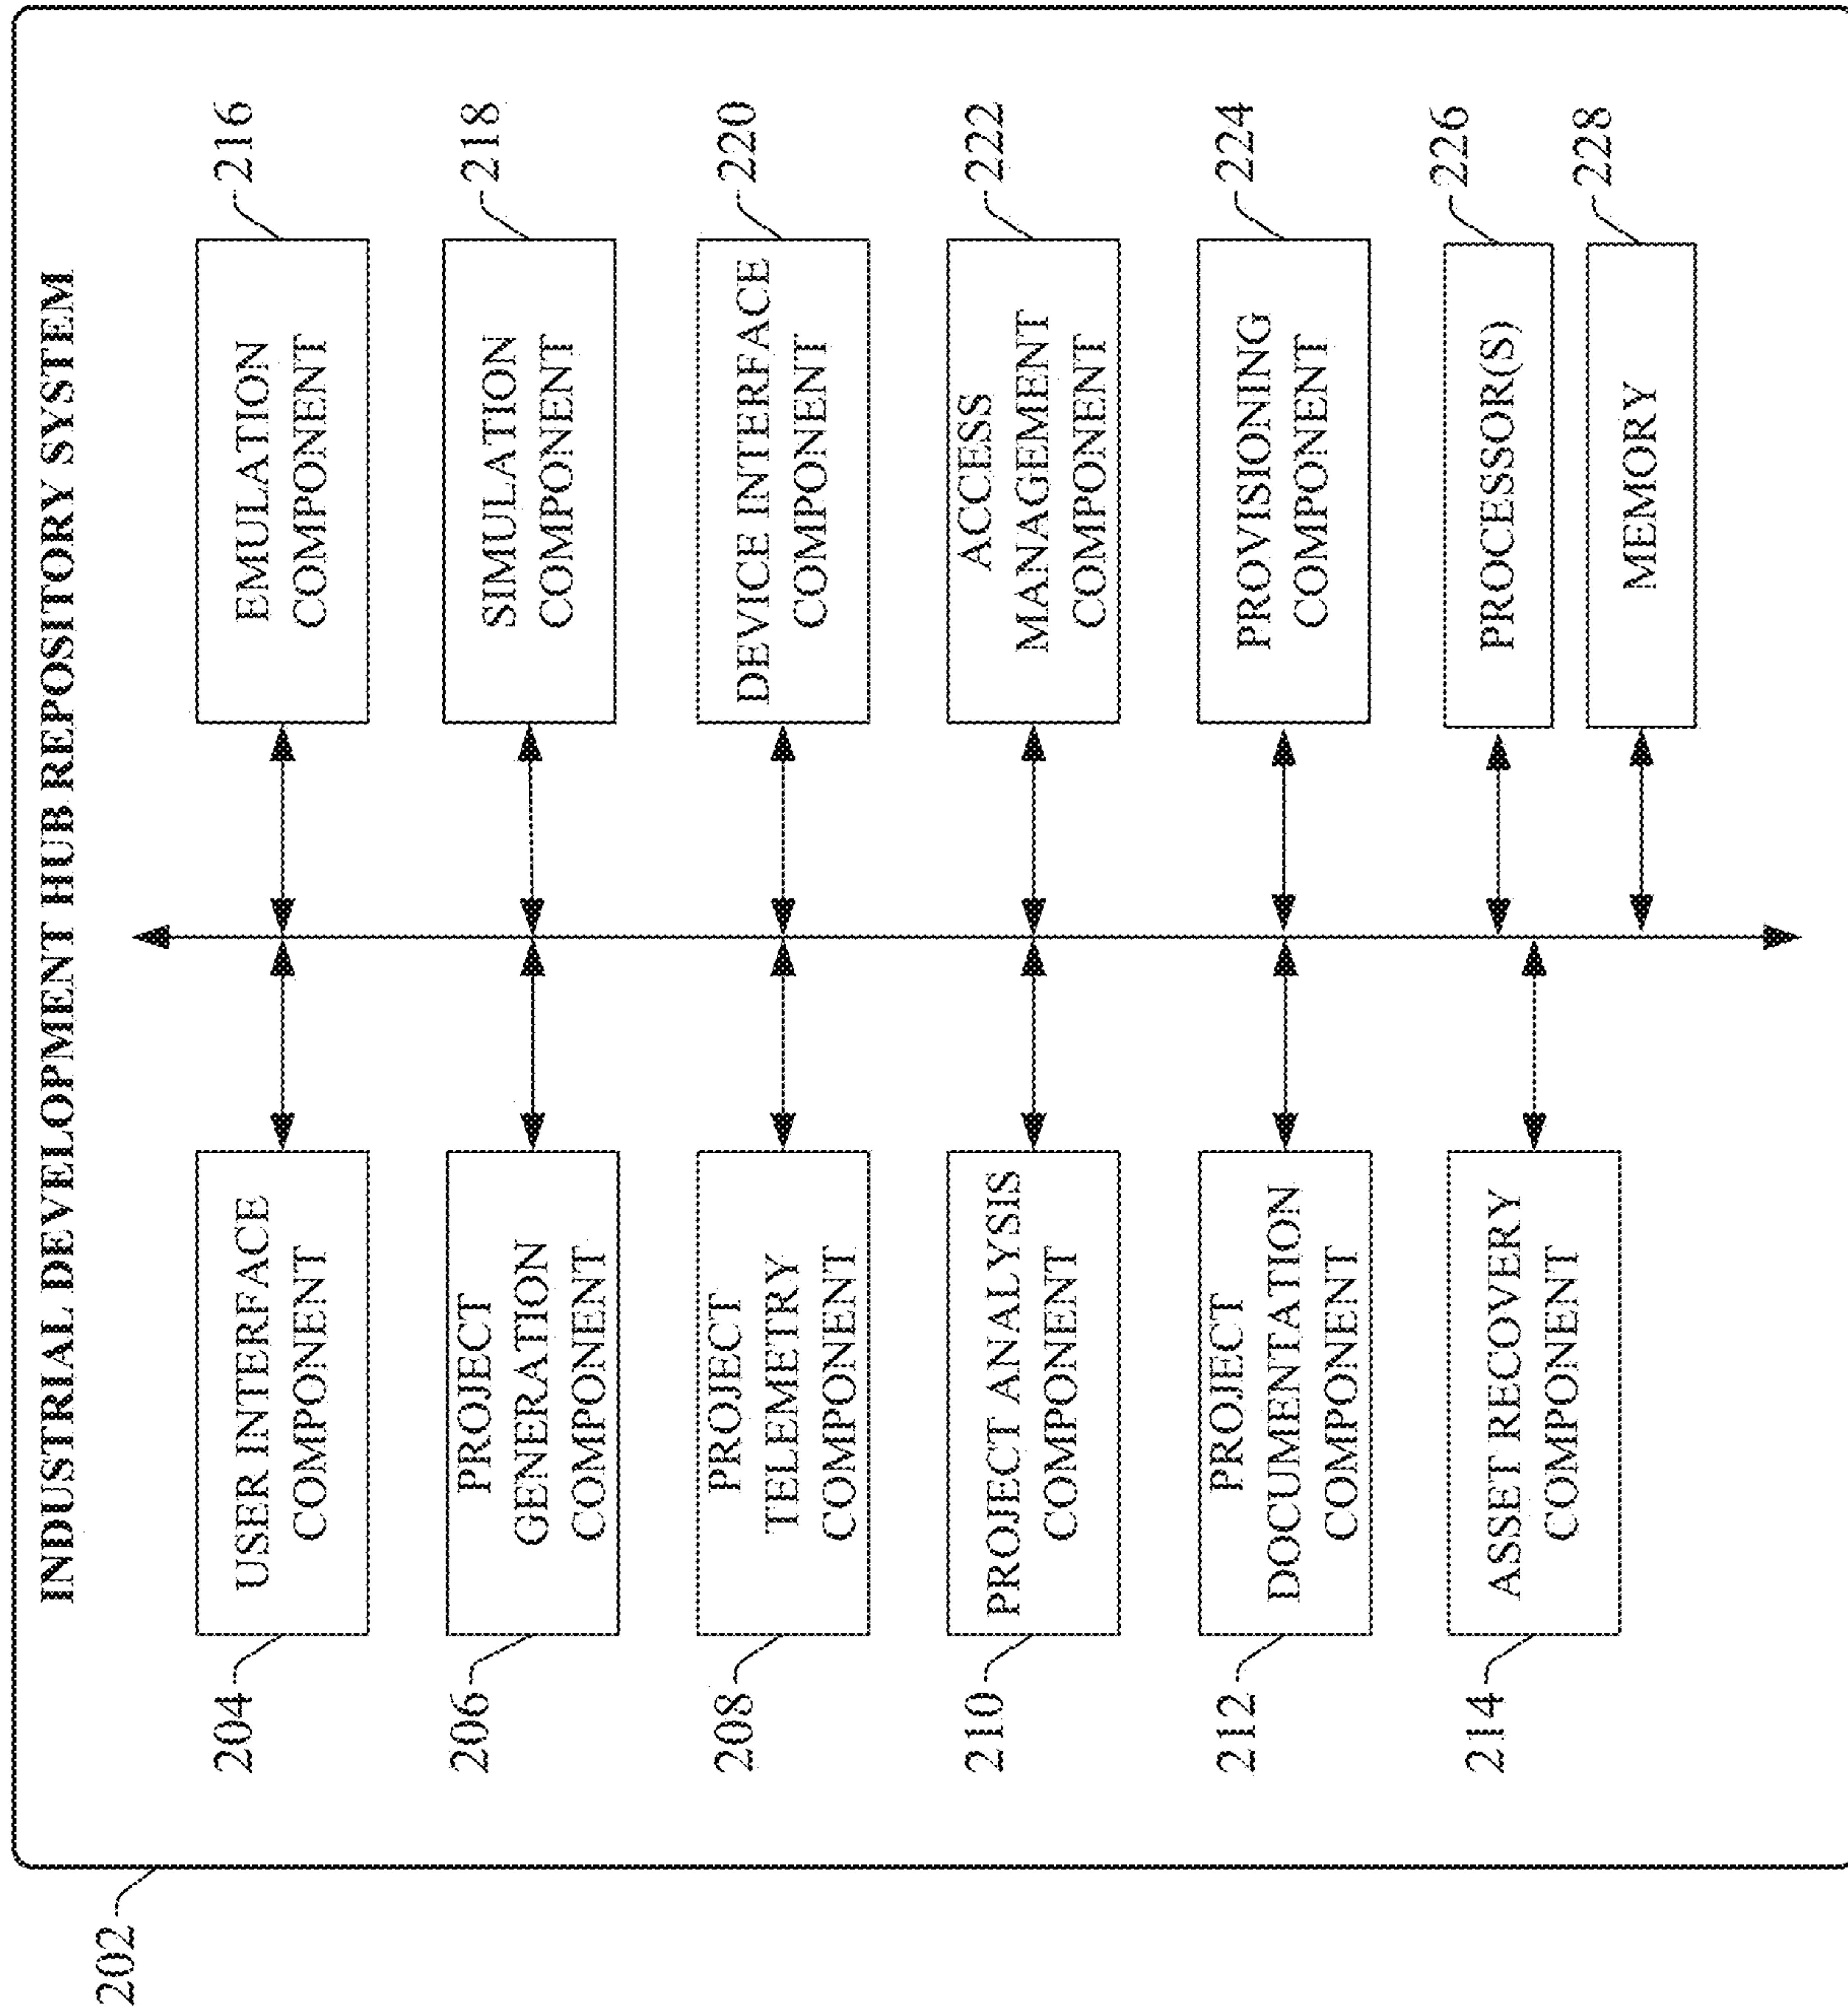 INDUSTRIAL DEVELOPMENT HUB REPOSITORY SYSTEM
202
204
USER INTERFACE
COMPONENT
206
PROJECT
GENERATION
COMPONENT
208
PROJECT
TELEMETRY
COMPONENT
210
PROJECT ANALYSIS
COMPONENT
212
PROJECT
DOCUMENTATION
COMPONENT
214
ASSET RECOVERY
COMPONENT
EMULATION
COMPONENT
216
SIMULATION
COMPONENT
218
DEVICE INTERFACE
COMPONENT
220
ACCESS
MANAGEMENT
COMPONENT
222
PROVISIONING
COMPONENT
224
PROCESSOR(S)
226
MEMORY
228